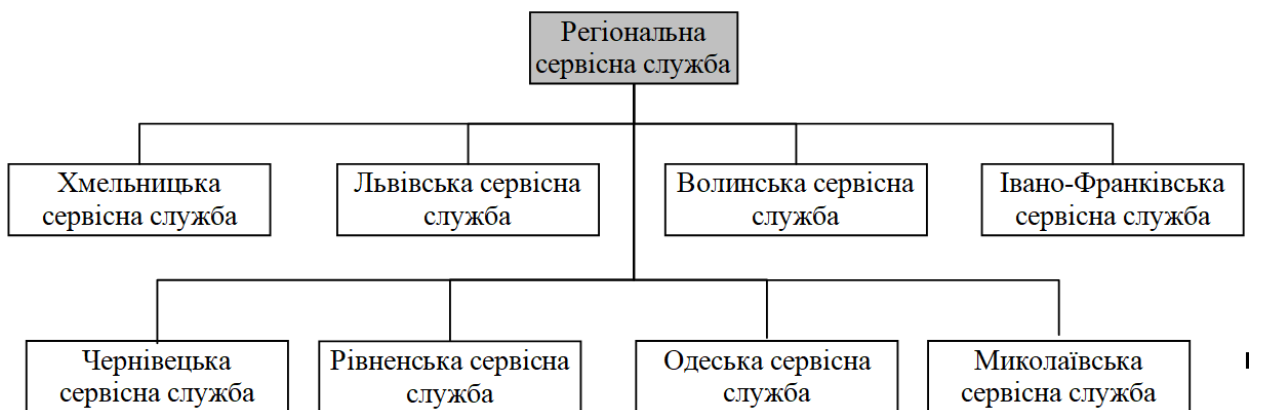 Регіональна
сервісна служба
Хмельницька
сервісна служба
Львівська сервісна
служба
Волинська сервісна
служба
Івано-Франківська
сервісна служба
Чернівецька
сервісна служба
Рівненська сервісна
служба
Одеська сервісна
служба
Миколаївська
сервісна служба